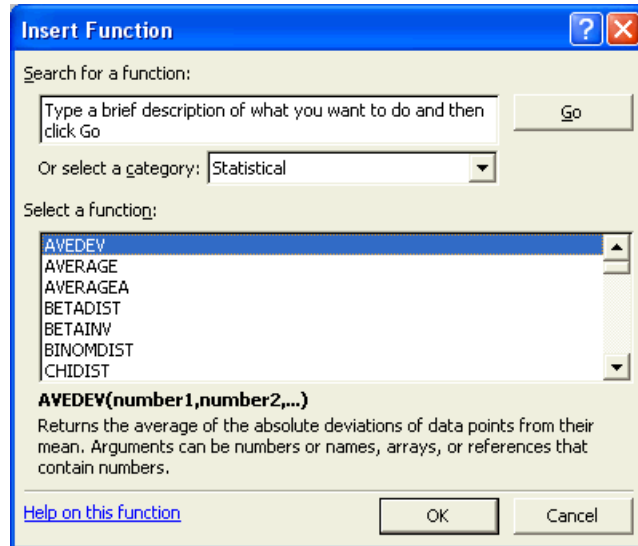 Insert Function
Search for a function:
Type a brief description of what you want to do and then
click Go
Go
Or select a category: Statistical
Select a function:
AVEDEV
AVERAGE
AVERAGEA
BETADIST
BETAINV
BINOMDIST
CHIDIST
AVEDEV(number1,number2,...)
Returns the average of the absolute deviations of data points from their
mean. Arguments can be numbers or names, arrays, or references that
contain numbers.
Help on this function
OK
Cancel